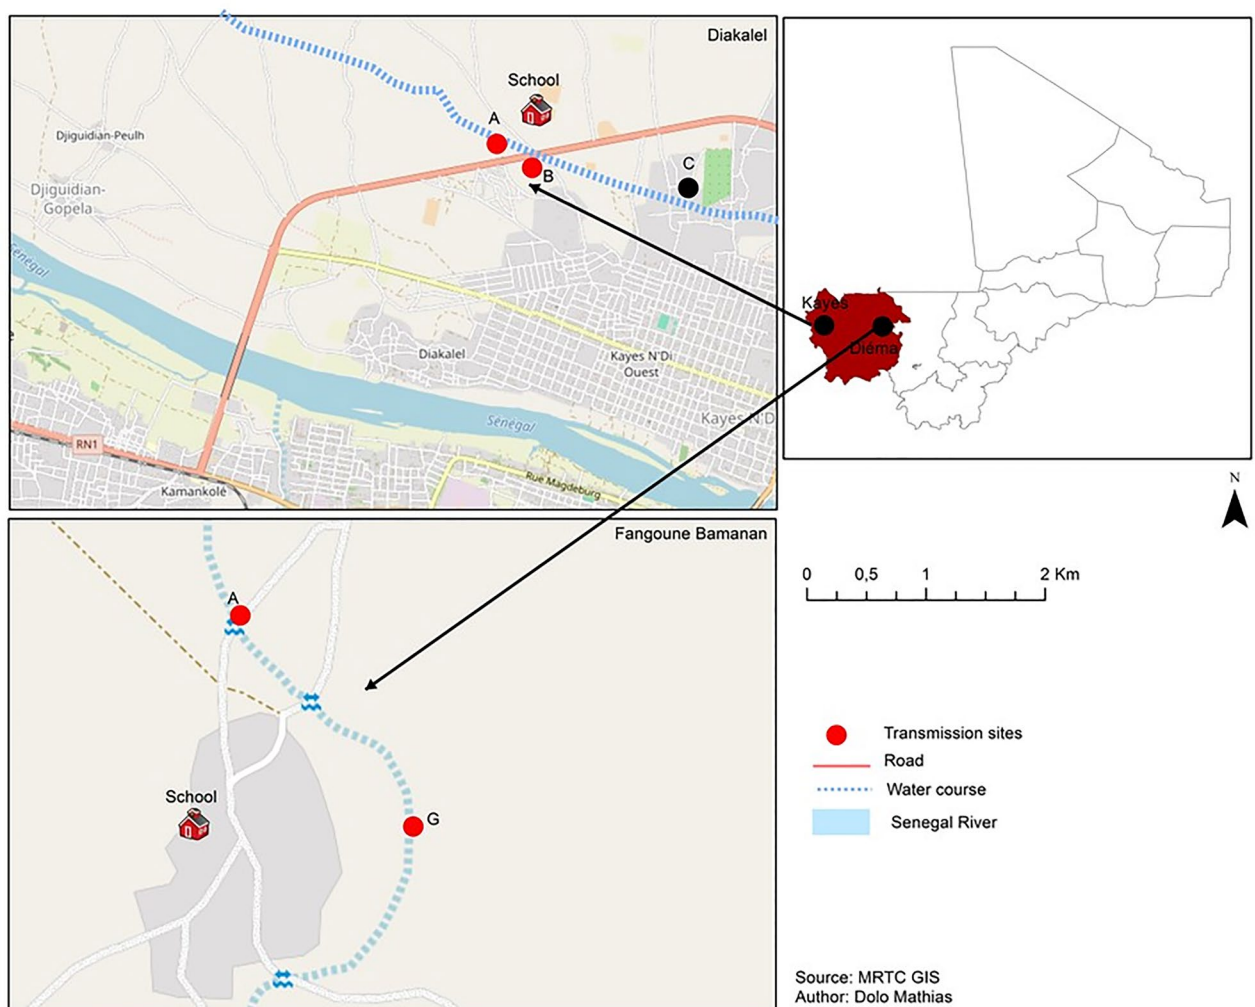 Diakalel
School
A
B
C
Djiguidian-Peulh
Djiguidian-
Gopela
Sénégal
Diakalel
Kayes N'Di
Ouest
Kayes N'D
Sénégal
RN1
Kamankolé
Rue Magdeburg
Kayes
Diéma
N
0 0,5 1 2 Km
Fangoune Bamanan
A
School
G
Transmission sites
Road
Water course
Senegal River
Source: MRTC GIS
Author: Dolo Mathias